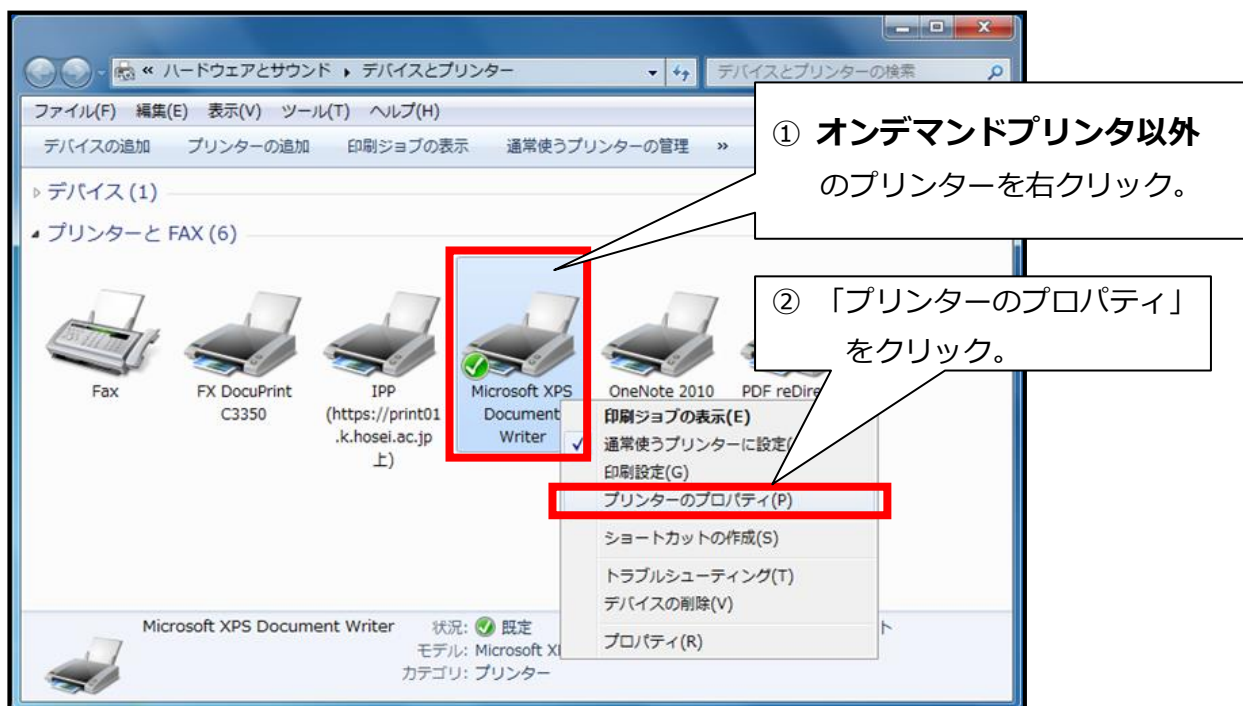 « ハードウェアとサウンド ▸ デバイスとプリンター
デバイスとプリンターの検索
ファイル(F) 編集(E) 表示(V) ツール(T) ヘルプ(H)
デバイスの追加 プリンターの追加 印刷ジョブの表示 通常使うプリンターの管理 »
① オンデマンドプリンタ以外
のプリンターを右クリック。
デバイス (1)
プリンターと FAX (6)
② 「プリンターのプロパティ」
をクリック。
Fax
FX DocuPrint
C3350
IPP
(https://print01
.k.hosei.ac.jp
上)
Microsoft XPS
Document
Writer
OneNote 2010
PDF reDire
印刷ジョブの表示(E)
通常使うプリンターに設定(
印刷設定(G)
プリンターのプロパティ(P)
ショートカットの作成(S)
トラブルシューティング(T)
デバイスの削除(V)
プロパティ(R)
Microsoft XPS Document Writer 状況: 既定
ト
モデル: Microsoft XP
カテゴリ: プリンター